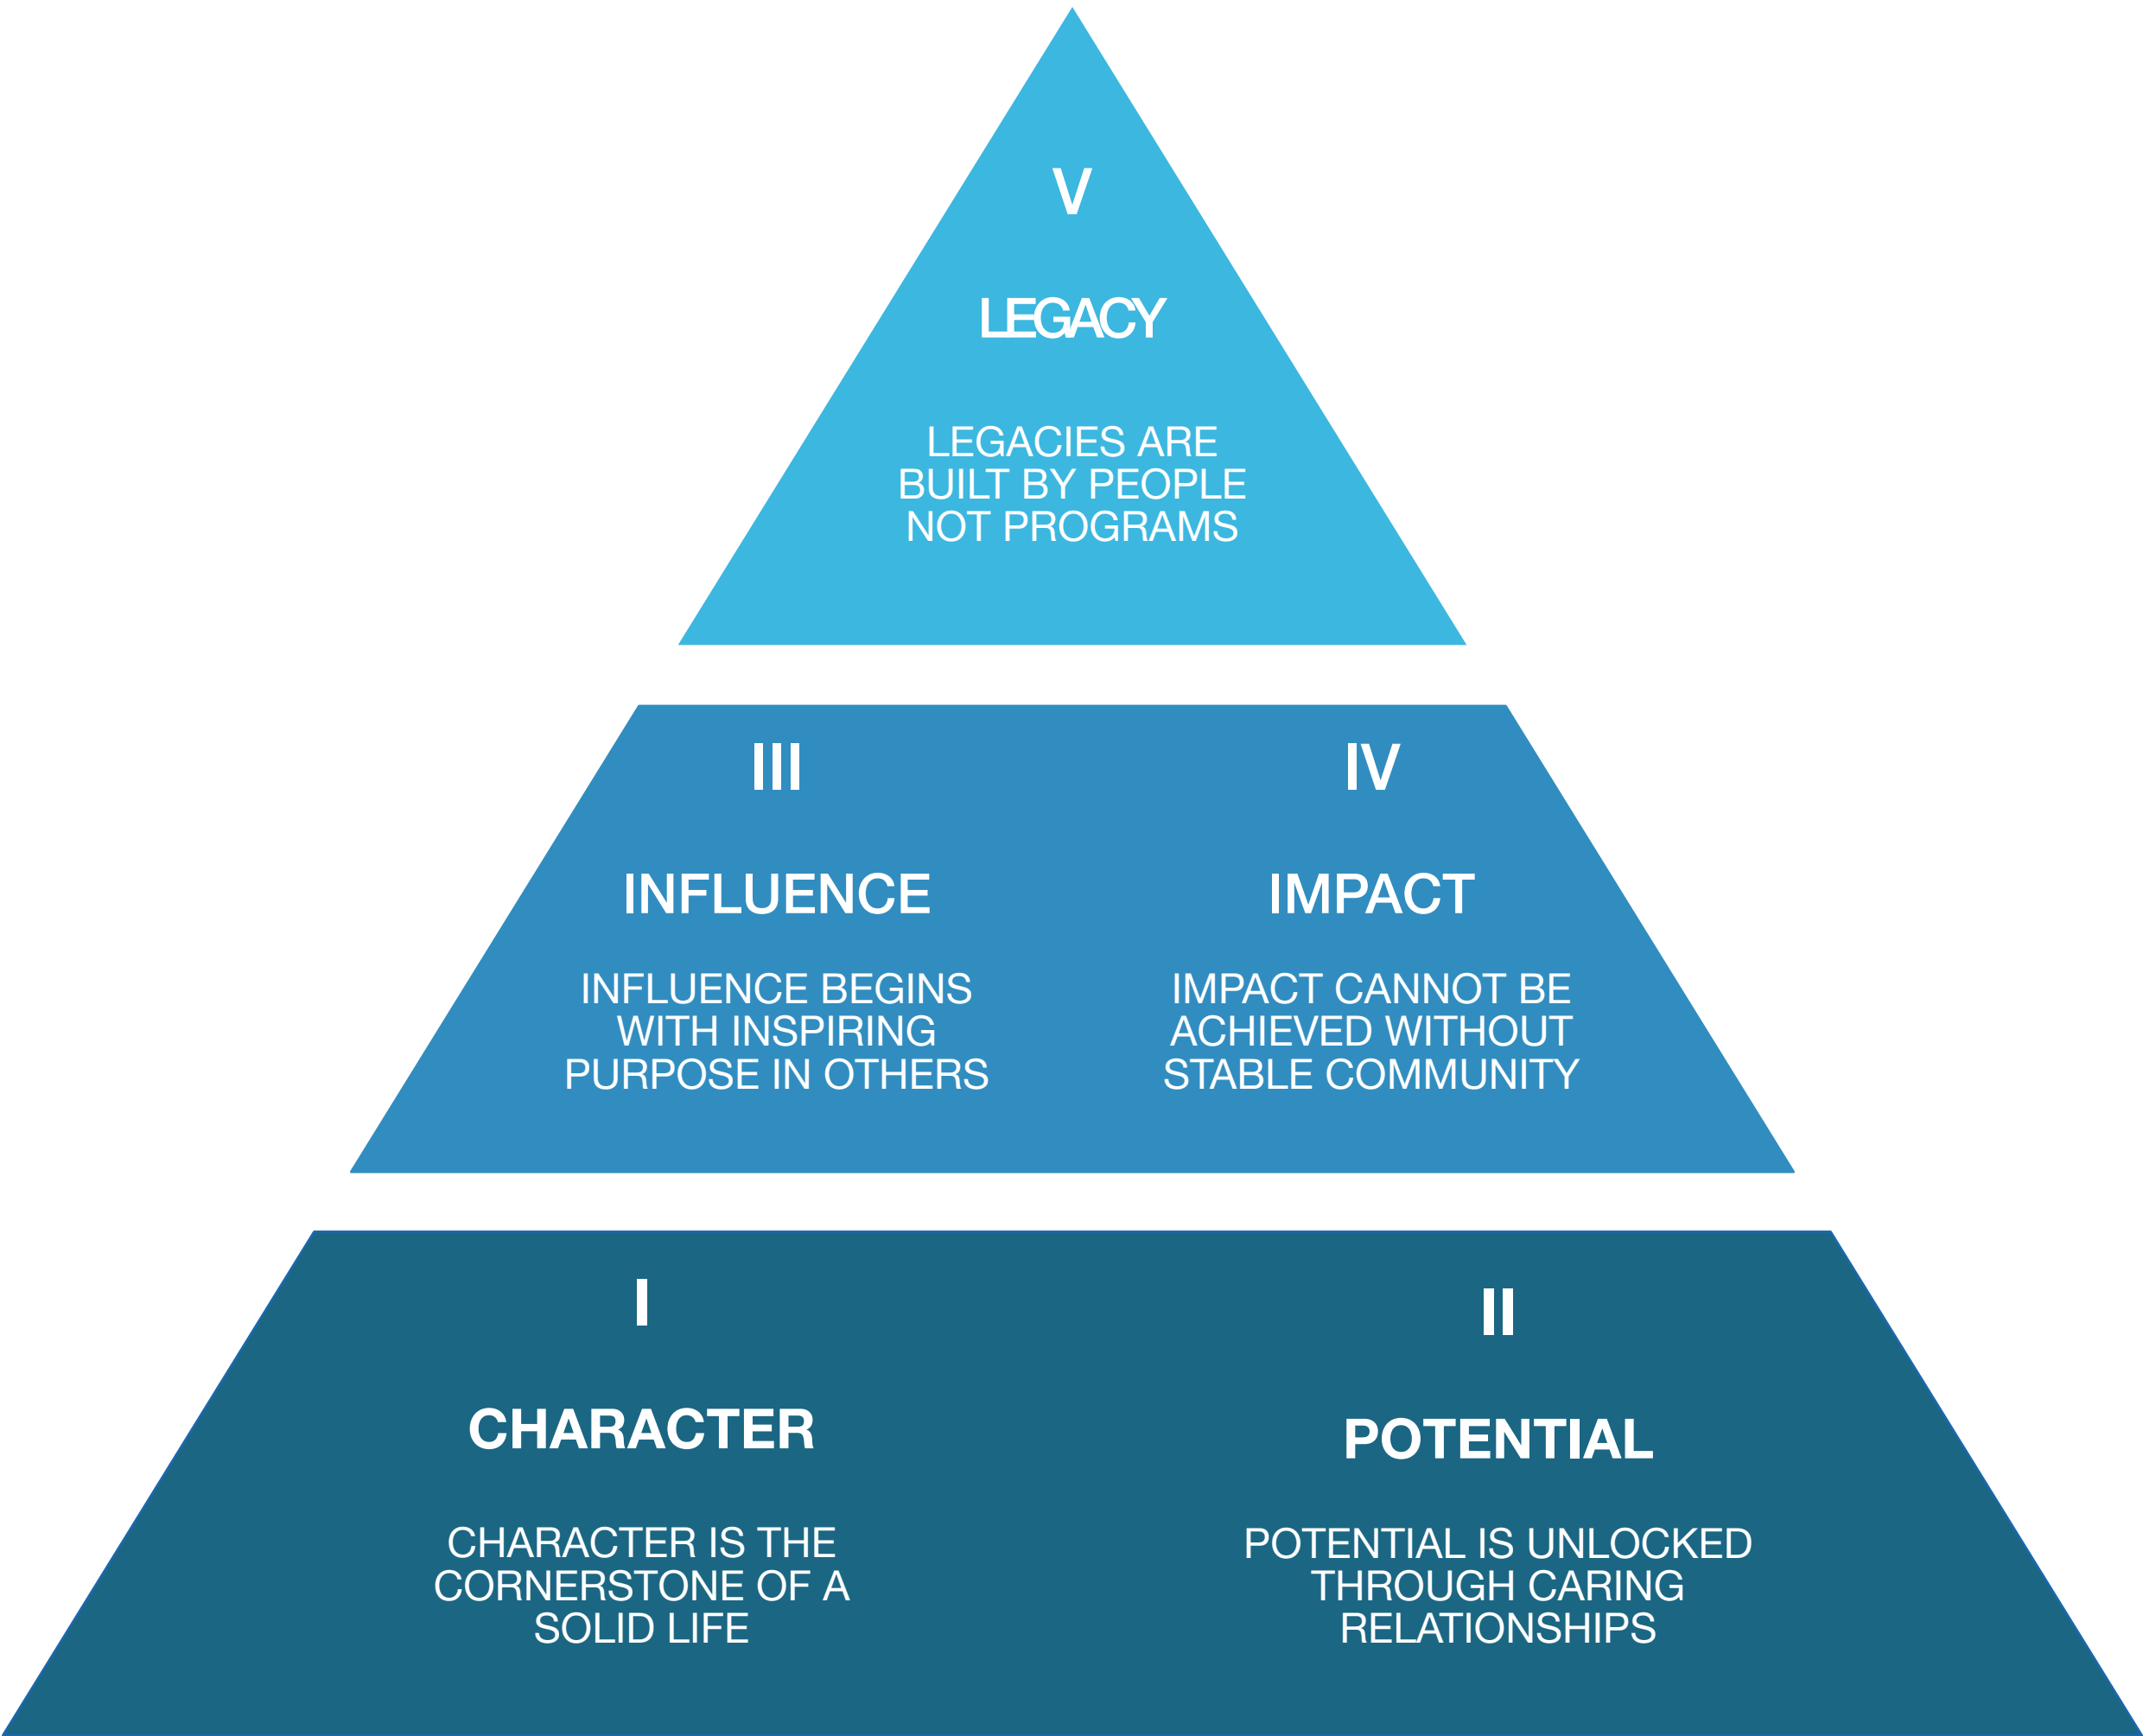 V
LEGACY
LEGACIES ARE
BUILT BY PEOPLE
NOT PROGRAMS
III
INFLUENCE
INFLUENCE BEGINS
WITH INSPIRING
PURPOSE IN OTHERS
IV
IMPACT
IMPACT CANNOT BE
ACHIEVED WITHOUT
STABLE COMMUNITY
I
CHARACTER
CHARACTER IS THE
CORNERSTONE OF A
SOLID LIFE
II
POTENTIAL
POTENTIAL IS UNLOCKED
THROUGH CARING
RELATIONSHIPS